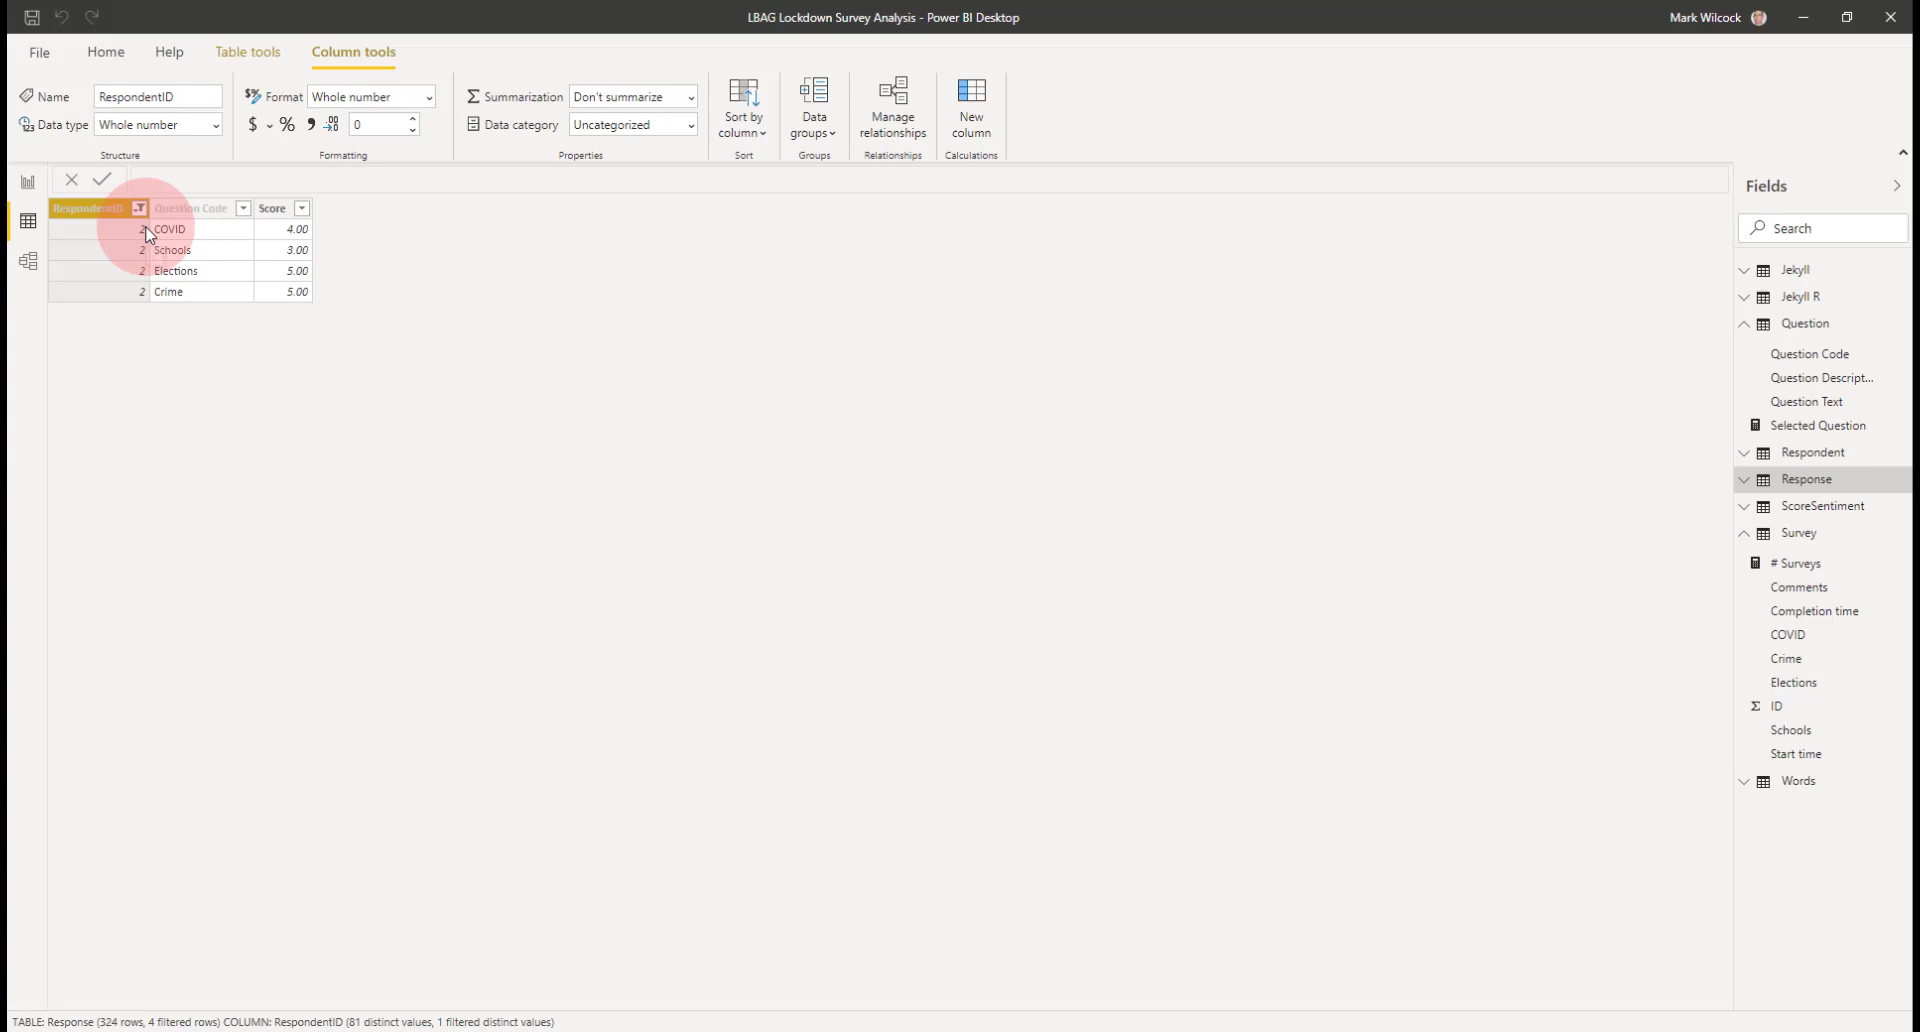 LBAG Lockdown Survey Analysis - Power BI Desktop
Mark Wilcock
File Home Help Table tools Column tools
Name RespondentID
Format Whole number
Summarization Don't summarize
Data type Whole number
$ % 0
Data category Uncategorized
Sort by column
Data groups
Manage relationships
New column
Structure Formatting Properties Sort Groups Relationships Calculations
RespondentID Question Code Score
2 COVID 4.00
2 Schools 3.00
2 Elections 5.00
2 Crime 5.00
Fields
Search
Jekyll
Jekyll R
Question
Question Code
Question Descript...
Question Text
Selected Question
Respondent
Response
ScoreSentiment
Survey
# Surveys
Comments
Completion time
COVID
Crime
Elections
Σ ID
Schools
Start time
Words
TABLE: Response (324 rows, 4 filtered rows) COLUMN: RespondentID (81 distinct values, 1 filtered distinct values)